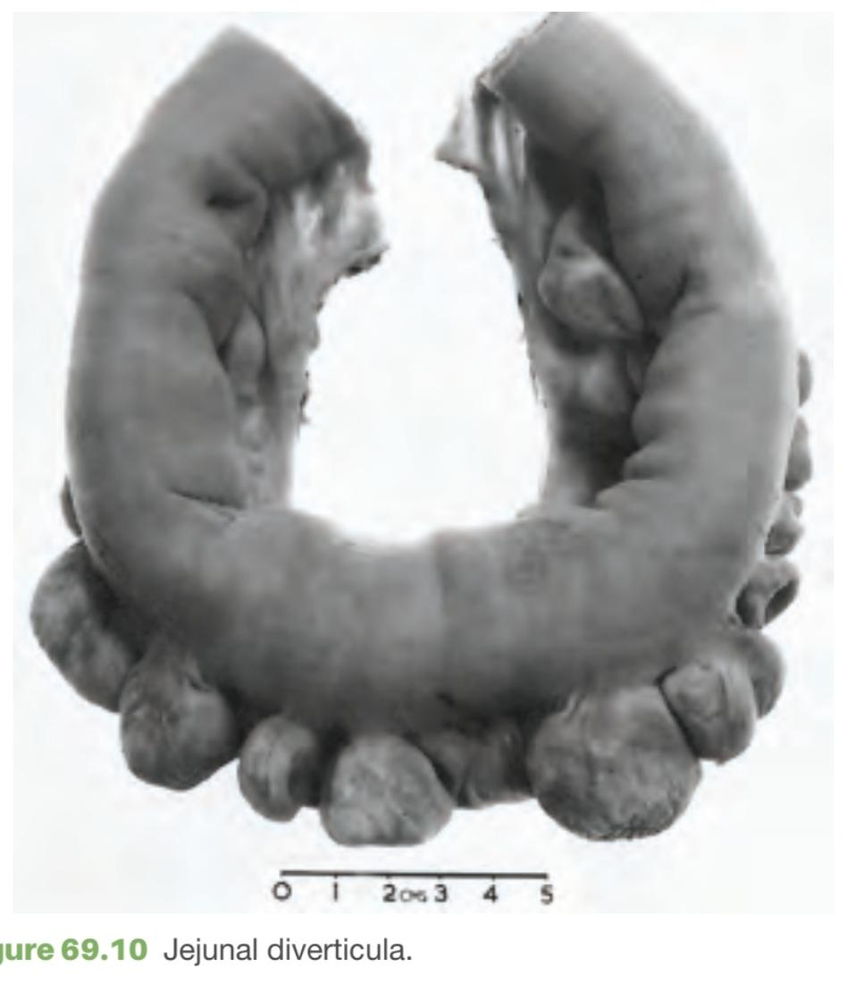 0 1 2 cms 3 4 5
gure 69.10 Jejunal diverticula.